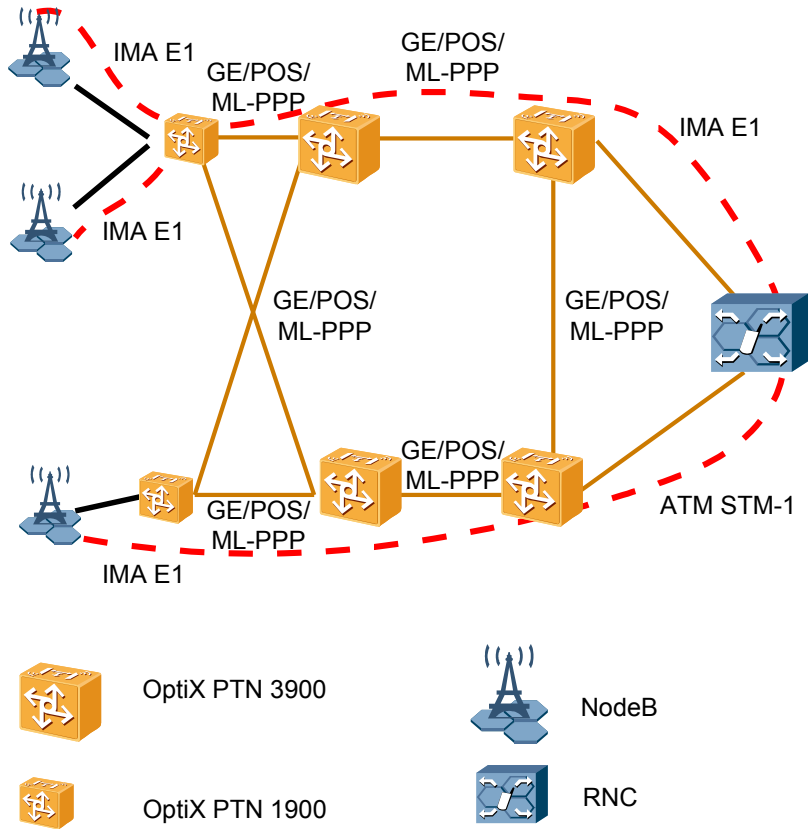 IMA E1
GE/POS/
ML-PPP
GE/POS/
ML-PPP
IMA E1
IMA E1
GE/POS/
ML-PPP
GE/POS/
ML-PPP
GE/POS/
ML-PPP
GE/POS/
ML-PPP
ATM STM-1
IMA E1
OptiX PTN 3900
NodeB
OptiX PTN 1900
RNC